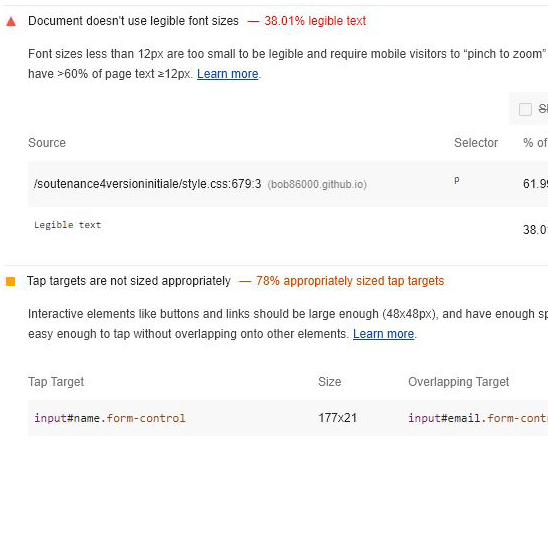 Document doesn't use legible font sizes — 38.01% legible text
Font sizes less than 12px are too small to be legible and require mobile visitors to “pinch to zoom”
have >60% of page text ≥12px. Learn more.
Source Selector % of
/soutenance4versioninitiale/style.css:679:3 (bob86000.github.io) p 61.9
Legible text 38.0
Tap targets are not sized appropriately — 78% appropriately sized tap targets
Interactive elements like buttons and links should be large enough (48x48px), and have enough sp
easy enough to tap without overlapping onto other elements. Learn more.
Tap Target Size Overlapping Target
input#name.form-control 177x21 input#email.form-cont